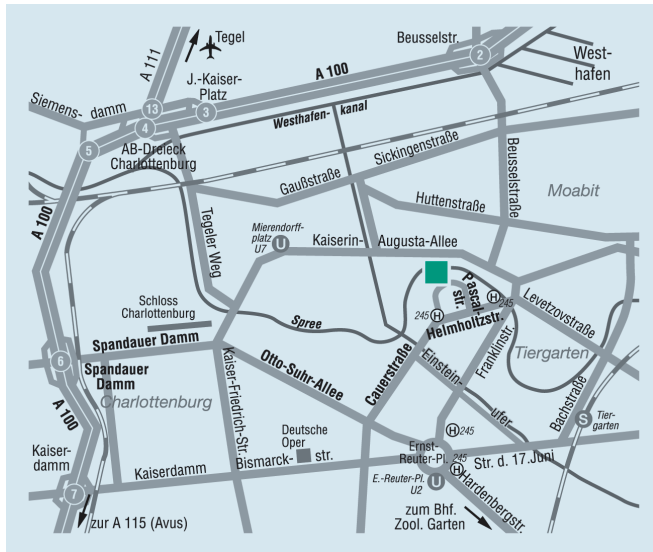 Tegel
Beusselstr.
2
West-
hafen
A 111
A 100
J.-Kaiser-
Platz
Siemens-
damm
13
3
4
Westhafen-
kanal
5
AB-Dreieck
Charlottenburg
Sickingenstraße
Beusselstraße
Gaußstraße
Moabit
Huttenstraße
A 100
Tegeler Weg
Mierendorff-
platz
U7
U
Kaiserin-
Augusta-Allee
Pascal-
str.
H
245
Levetzovstraße
Schloss
Charlottenburg
Spree
245
H
Helmholzstr.
Spandauer Damm
Franklinstr.
Tiergarten
6
Spandauer
Damm
Otto-Suhr-Allee
Cauerstraße
Einstein-
ufer
Kaiser-Friedrich-Str.
Charlottenburg
A 100
Bachstraße
S
Tier-
garten
Deutsche
Oper
H
245
Kaiser-
damm
Ernst-
Reuter-Pl.
245
H
Str. d. 17.Juni
Kaiserdamm
Bismarck-
str.
E.-Reuter-Pl.
U2
U
Hardenbergstr.
7
zur A 115 (Avus)
zum Bhf.
Zool. Garten